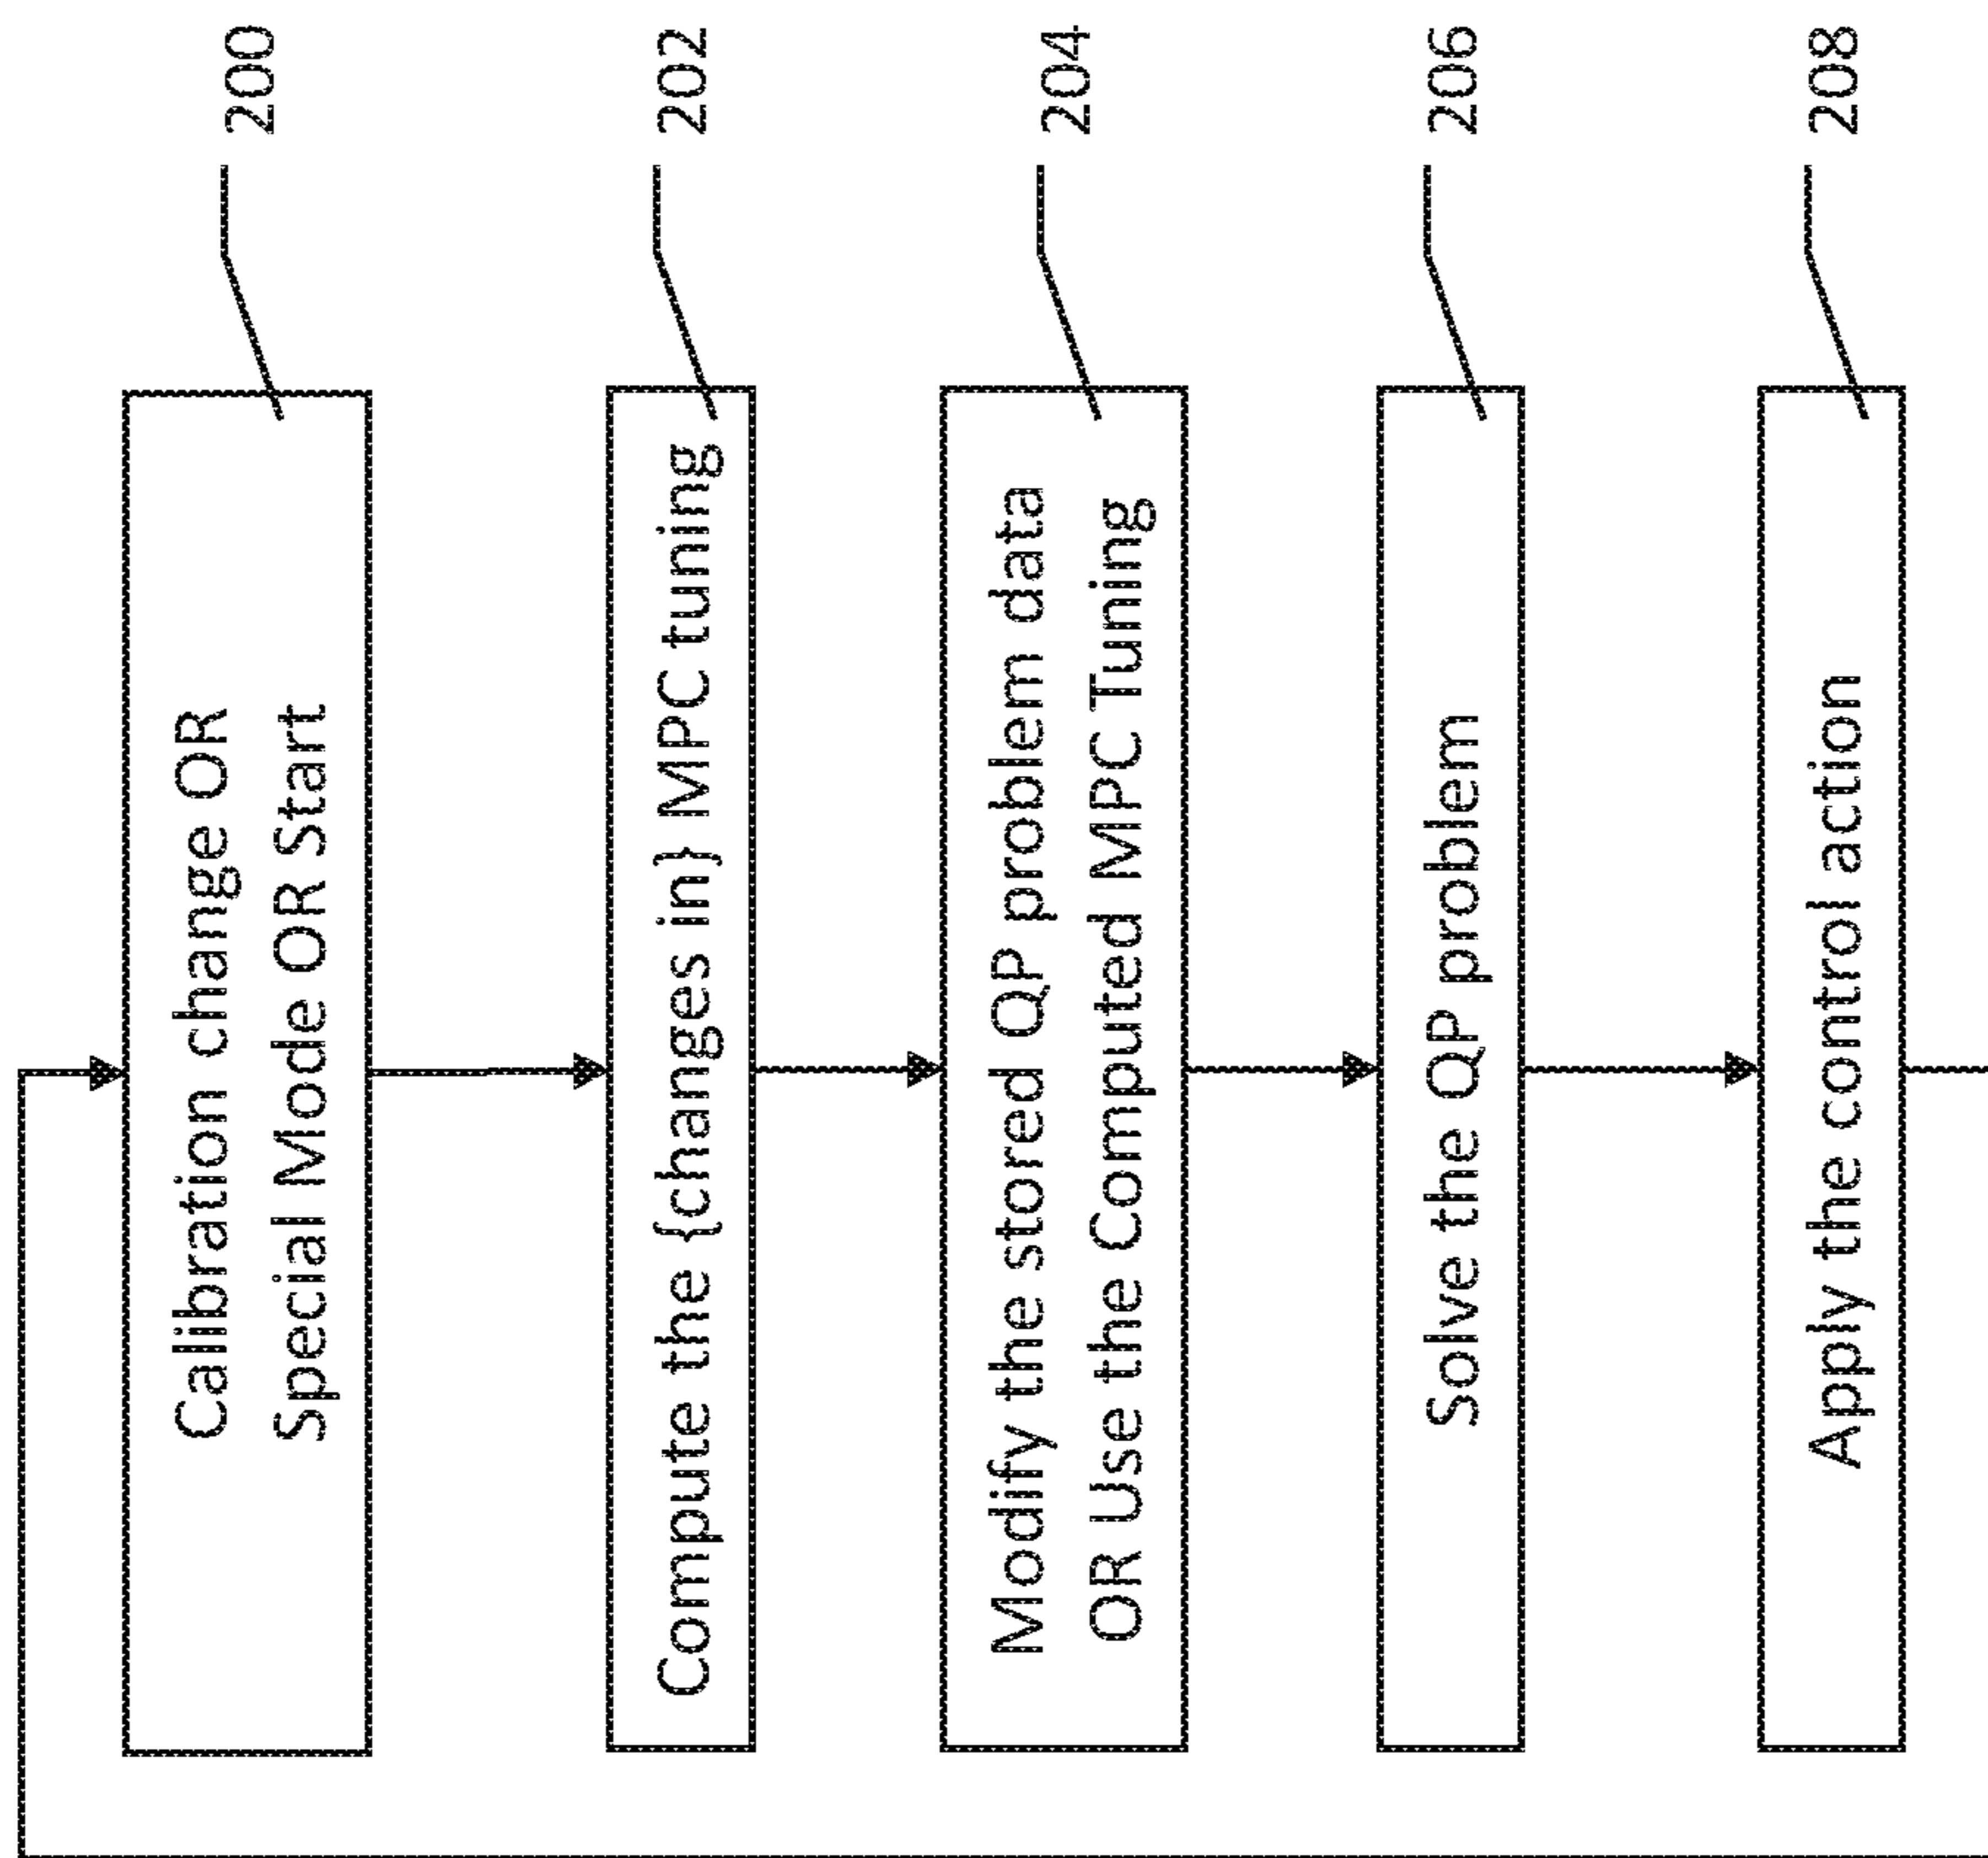 Calibration change OR
Special Mode OR Start
200
Compute the {changes in} MPC tuning
202
Modify the stored QP problem data
OR Use the Computed MPC Tuning
204
Solve the QP problem
206
Apply the control action
208